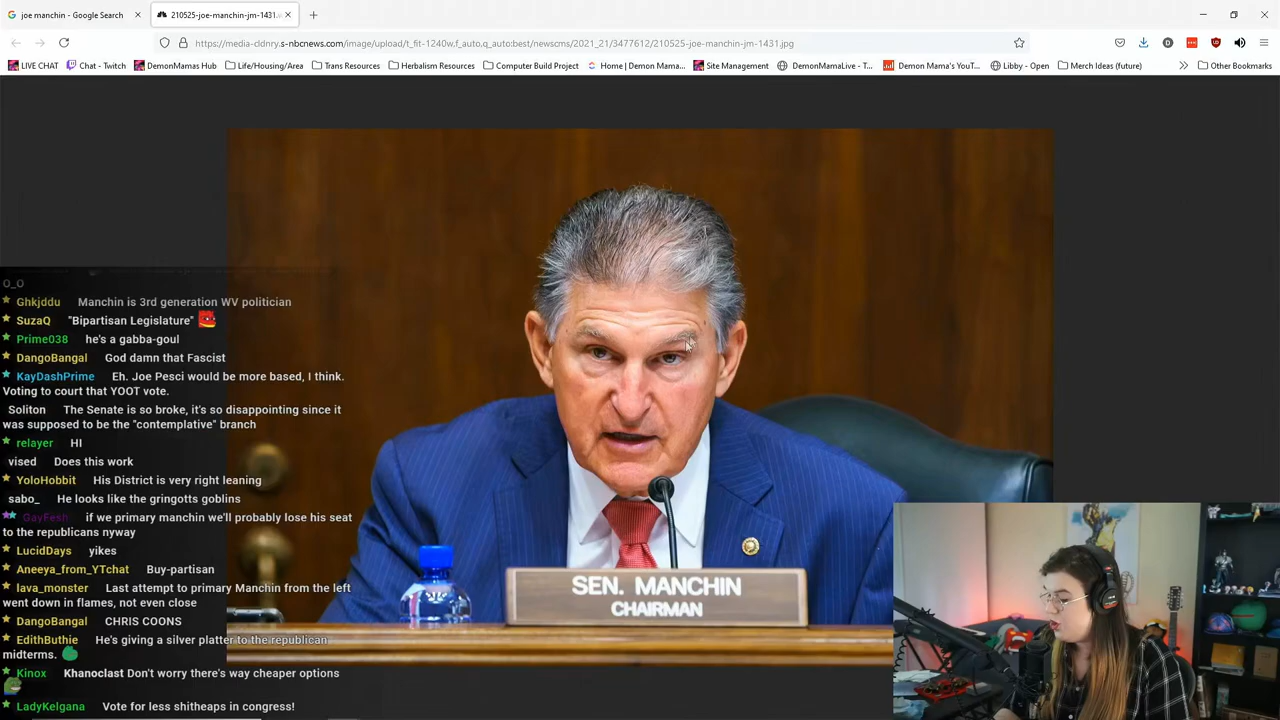 joe manchin - Google Search
210525-joe-manchin-jm-1431.
https://media-cldnry.s-nbcnews.com/image/upload/t_fit-1240w,f_auto,q_auto:best/newscms/2021_21/3477612/210525-joe-manchin-jm-1431.jpg
LIVE CHAT Chat - Twitch DemonMamas Hub Life/Housing/Area Trans Resources Herbalism Resources Computer Build Project Home | Demon Mama... Site Management DemonMamaLive - T... Demon Mama's YouT... Libby - Open Merch Ideas (future) Other Bookmarks
O_O
Ghkjddu Manchin is 3rd generation WV politician
SuzaQ "Bipartisan Legislature"
Prime038 he's a gabba-goul
DangoBangal God damn that Fascist
KayDashPrime Eh. Joe Pesci would be more based, I think.
Voting to court that YOOT vote.
Soliton The Senate is so broke, it's so disappointing since it
was supposed to be the "contemplative" branch
relayer HI
vised Does this work
YoloHobbit His District is very right leaning
sabo_ He looks like the gringotts goblins
GayFesh if we primary manchin we'll probably lose his seat
to the republicans nyway
LucidDays yikes
Aneeya_from_YTchat Buy-partisan
lava_monster Last attempt to primary Manchin from the left
went down in flames, not even close
DangoBangal CHRIS COONS
EdithButhie He's giving a silver platter to the republican
midterms.
Kinox Khanoclast Don't worry there's way cheaper options
LadyKelgana Vote for less shitheaps in congress!
SEN. MANCHIN
CHAIRMAN